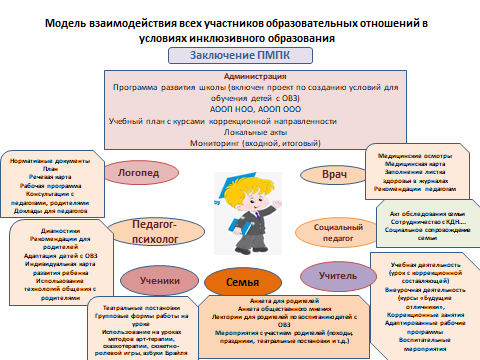 Модель взаимодействия всех участников образовательных отношений в
условиях инклюзивного образования
Заключение ПМПК
Администрация
Программа развития школы (включен проект по созданию условий для
обучения детей с ОВЗ)
АООП НОО, АООП ООО
Учебный план с курсами коррекционной направленности
Локальные акты
Мониторинг (входной, итоговый)
Нормативный документы
План
Речевая карта
Рабочая программа
Консультации с
педагогами, родителями
Доклады для педагогов
Логопед
Врач
Медицинские осмотры
Медицинская карта
Заполнение листка
здоровья в журналах
Рекомендации педагогам
Педагог-
психолог
Социальный
педагог
Акт обследования семьи
Сотрудничество с КДН....
Социальное сопровождение
семьи
Диагностики
Рекомендации для
родителей
Адаптация детей с ОВЗ
Индивидуальная карта
развития ребенка
Использование
технологий общения с
родителями
Ученики
Семья
Учитель
Учебная деятельность
(урок с коррекционной
составляющей)
Внеурочная деятельность
(курсы «Будущие
отличники»,
Коррекционные занятия
Адаптированные рабочие
программы
Воспитательные
мероприятия
Театральные постановки
Групповые формы работы на
уроке
Использование на уроках
методов арт-терапии,
сказкотерапии, сюжетно-
ролевой игры, азбуки Брайля
Анкета для родителей
Анкета общественного мнения
Лектории для родителей по воспитанию детей с
ОВЗ
Мероприятия с участием родителей (походы,
праздники, театральные постановки и т.д.)